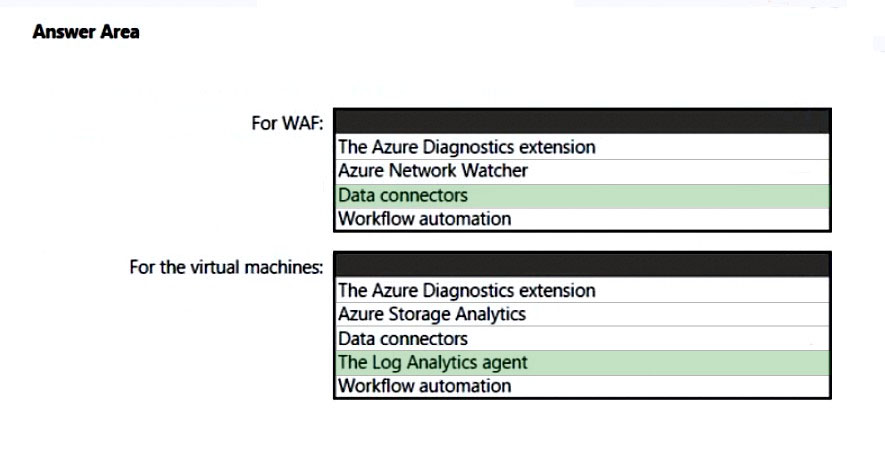 Answer Area
For WAF:
The Azure Diagnostics extension
Azure Network Watcher
Data connectors
Workflow automation
For the virtual machines:
The Azure Diagnostics extension
Azure Storage Analytics
Data connectors
The Log Analytics agent
Workflow automation